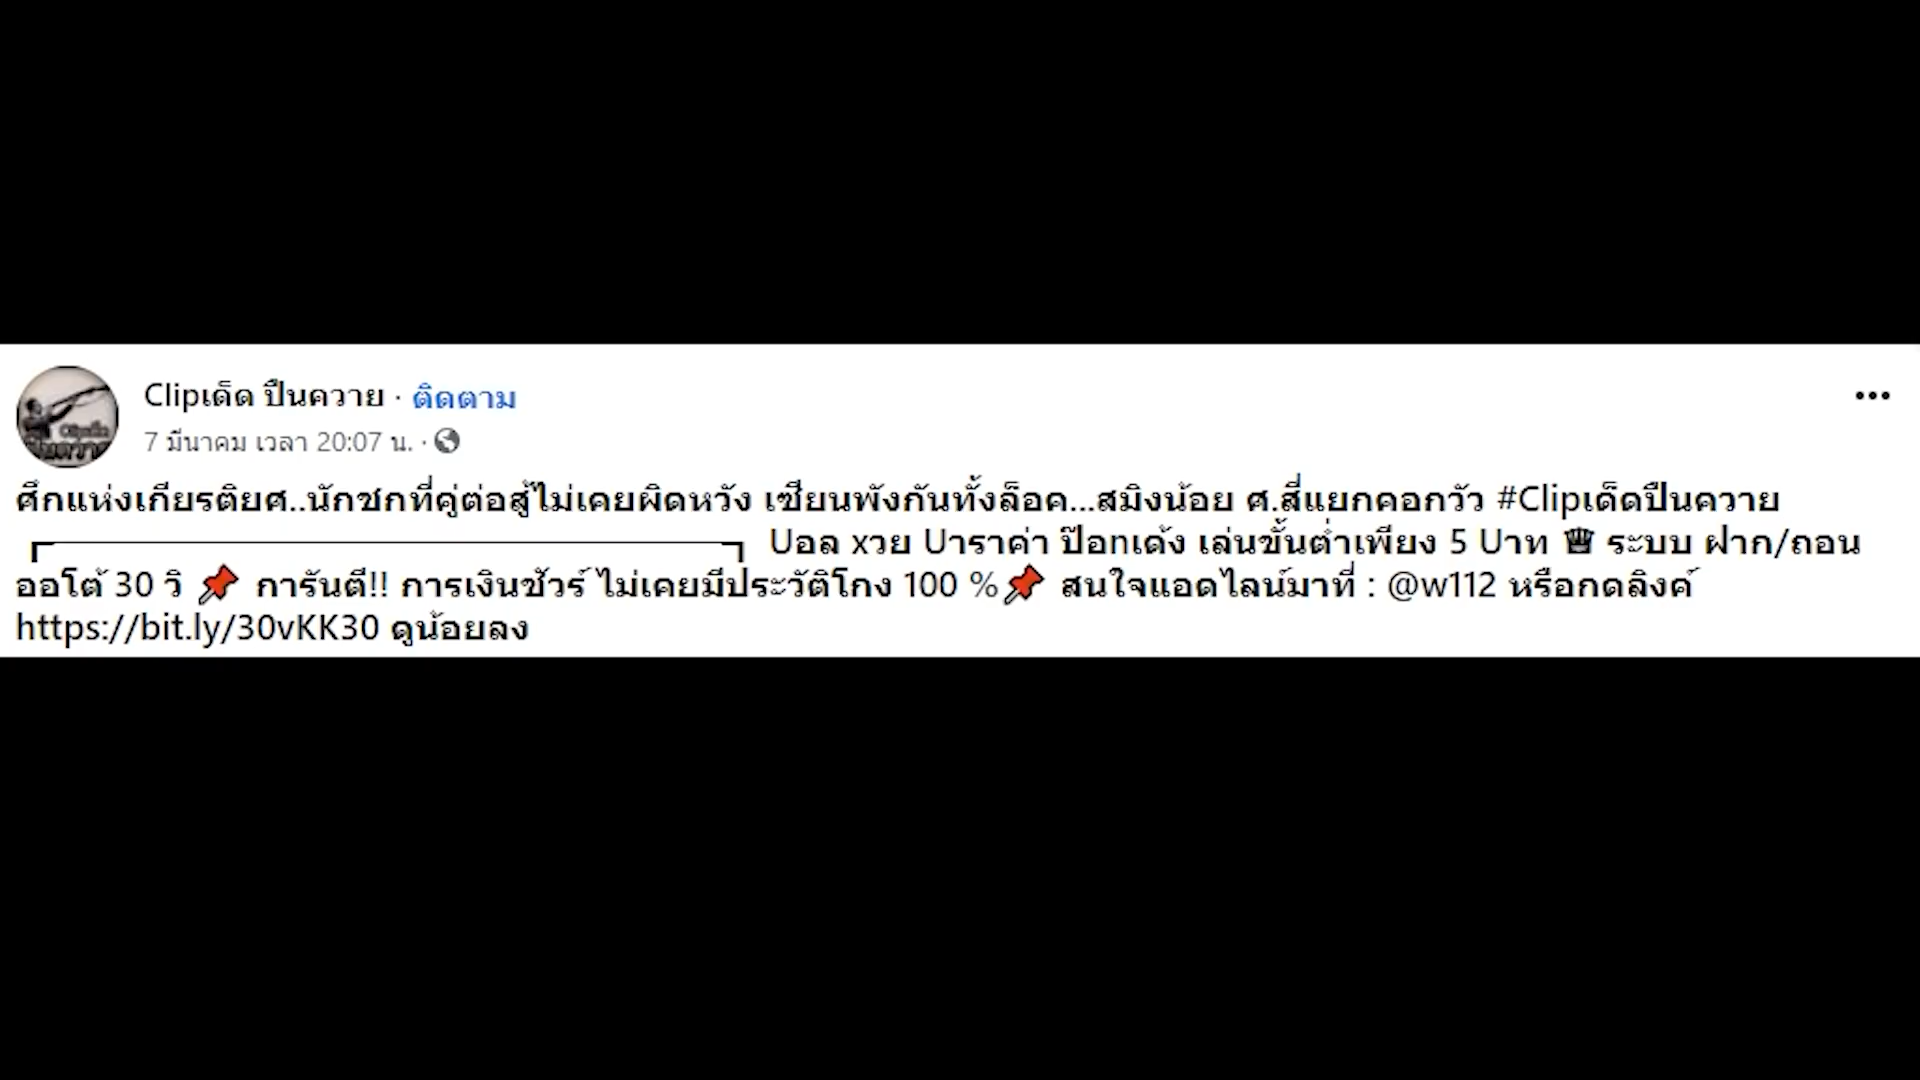 Clipเด็ด ปืนควาย · ติดตาม
7 มีนาคม เวลา 20:07 น. ·
ศึกแห่งเกียรติยศ..นักชกที่คู่ต่อสู้ไม่เคยผิดหวัง เซียนพังกันทั้งล็อค...สมิงน้อย ศ.สี่แยกคอกวัว #Clipเด็ดปืนควาย
┏━━━━━━━━━━━━━━━━┓ Uอล xวย Uาราค่า ป๊อnเด้ง เล่นขั้นต่ำเพียง 5 Uาท ♛ ระบบ ฝาก/ถอน
ออโต้ 30 วิ 📌 การันตี!! การเงินชัวร์ ไม่เคยมีประวัติโกง 100 %📌 สนใจแอดไลน์มาที่ : @w112 หรือกดลิงค์
https://bit.ly/30vKK30 ดูน้อยลง